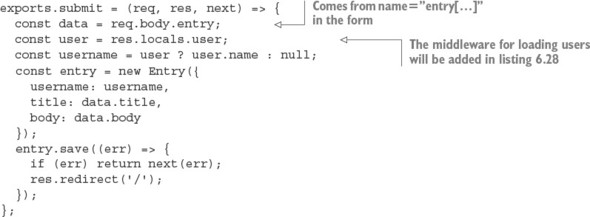 exports.submit = (req, res, next) => {
  const data = req.body.entry;
  const user = res.locals.user;
  const username = user ? user.name : null;
  const entry = new Entry({
    username: username,
    title: data.title,
    body: data.body
  });
  entry.save((err) => {
    if (err) return next(err);
    res.redirect('/');
  });
};
Comes from name="entry[…]"
in the form
The middleware for loading users
will be added in listing 6.28